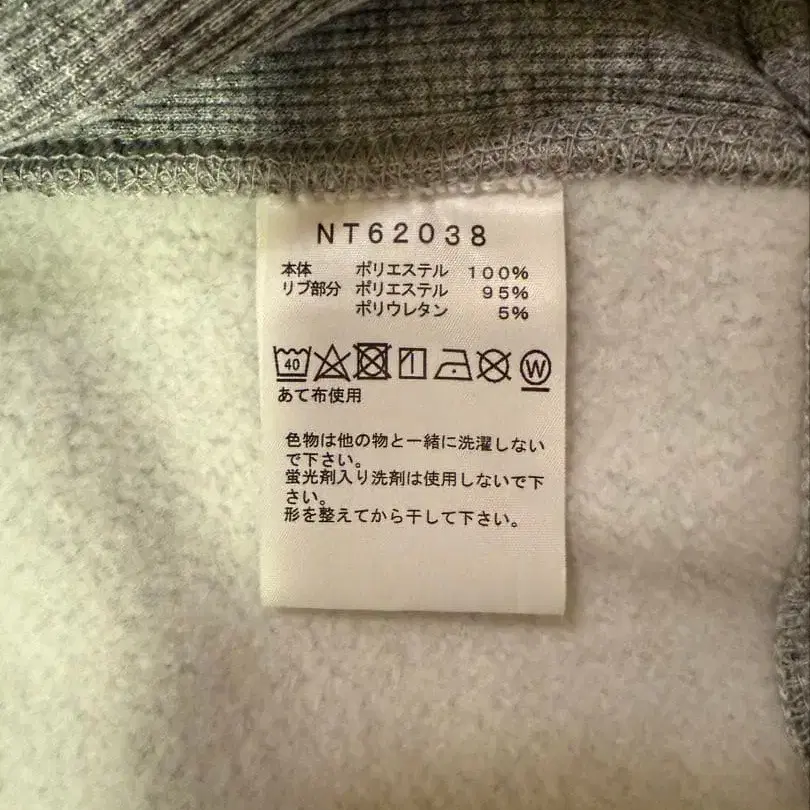 NT62038
本体 ポリエステル 100%
リブ部分 ポリエステル 95%
ポリウレタン 5%
40 W
あて布使用
色物は他の物と一緒に洗濯しない
で下さい。
蛍光剤入り洗剤は使用しないで下
さい。
形を整えてから干して下さい。